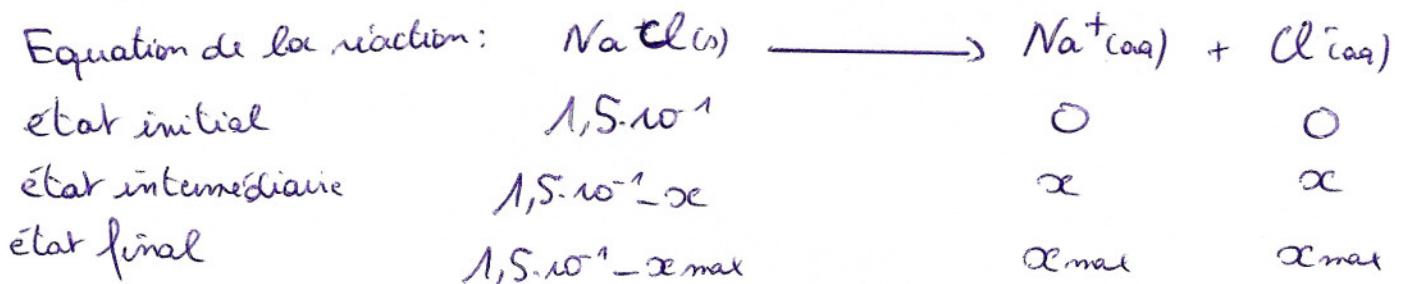 Equation de la réaction: NaCl(s) → Na⁺(aq) + Cl⁻(aq)
état initial 1,5.10⁻¹ 0 0
état intermédiaire 1,5.10⁻¹-x x x
état final 1,5.10⁻¹-xmax xmax xmax